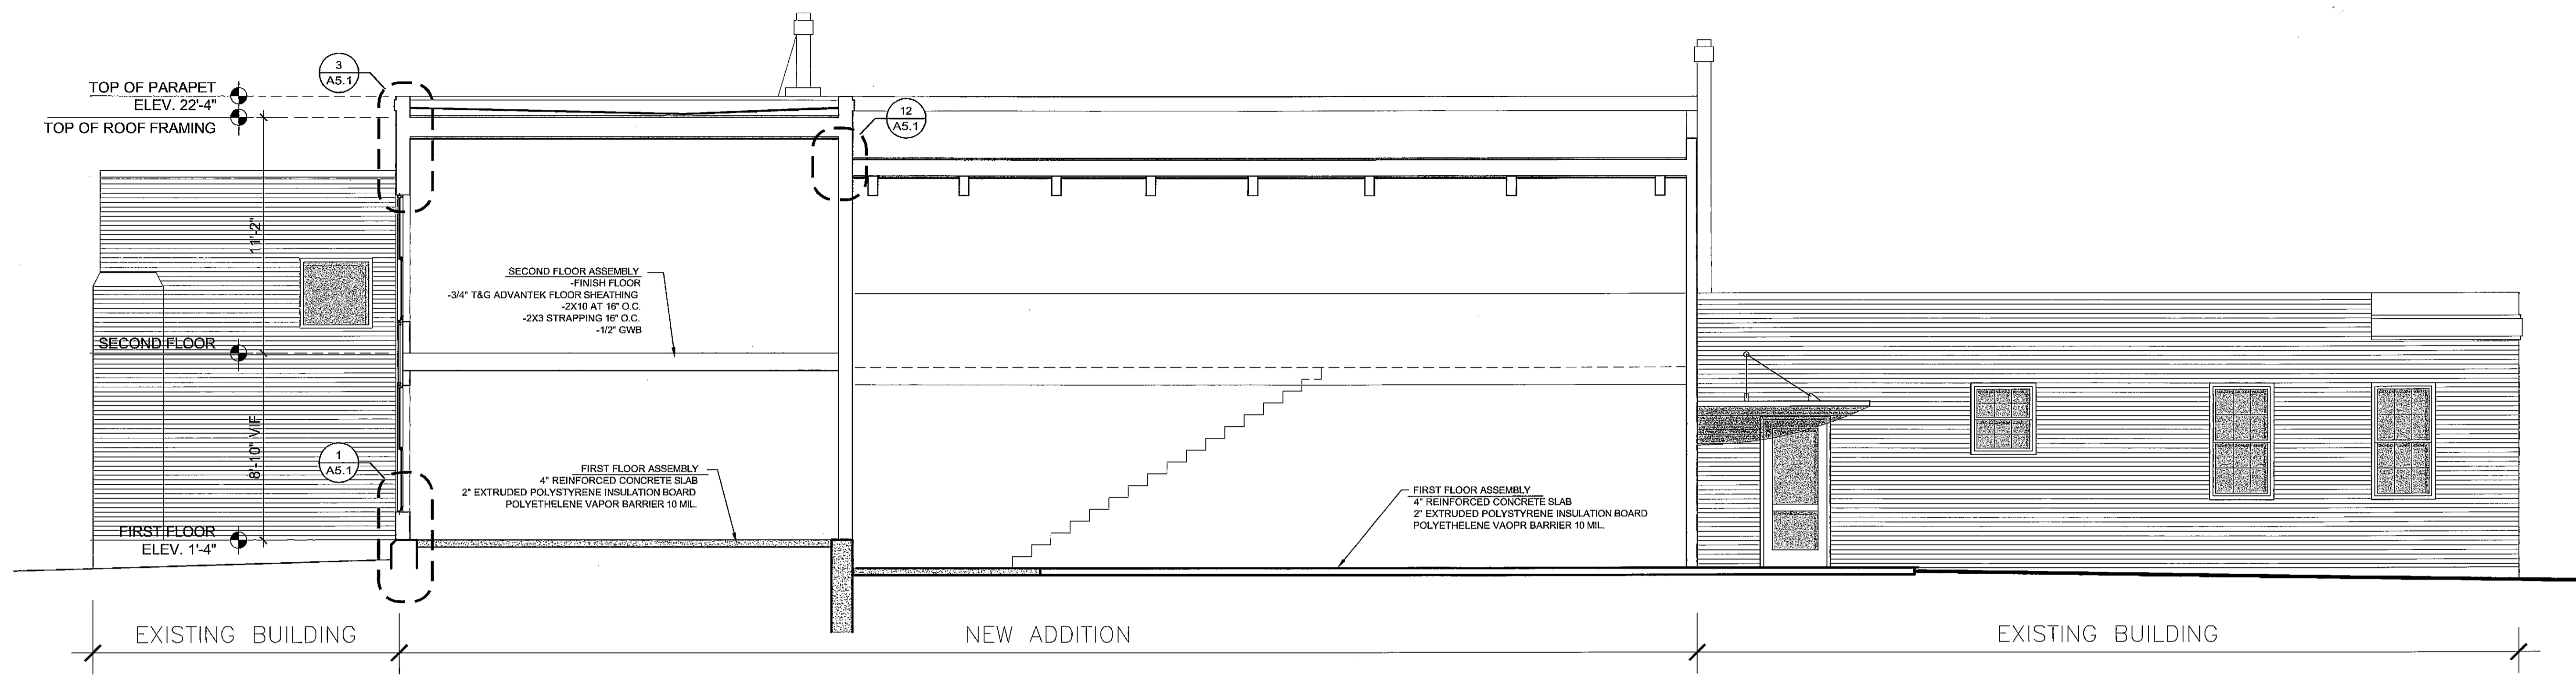 3
A5.1
TOP OF PARAPET
ELEV. 22'-4"
TOP OF ROOF FRAMING
12
A5.1
11'-2"
SECOND FLOOR ASSEMBLY
-FINISH FLOOR
-3/4" T&G ADVANTEK FLOOR SHEATHING
-2X10 AT 16" O.C.
-2X3 STRAPPING 16" O.C.
-1/2" GWB
SECOND FLOOR
8'-10" VIF
1
A5.1
FIRST FLOOR ASSEMBLY
4" REINFORCED CONCRETE SLAB
2" EXTRUDED POLYSTYRENE INSULATION BOARD
POLYETHELENE VAPOR BARRIER 10 MIL.
FIRST FLOOR ASSEMBLY
4" REINFORCED CONCRETE SLAB
2" EXTRUDED POLYSTYRENE INSULATION BOARD
POLYETHELENE VAOPR BARRIER 10 MIL.
FIRST FLOOR
ELEV. 1'-4"
EXISTING BUILDING
NEW ADDITION
EXISTING BUILDING